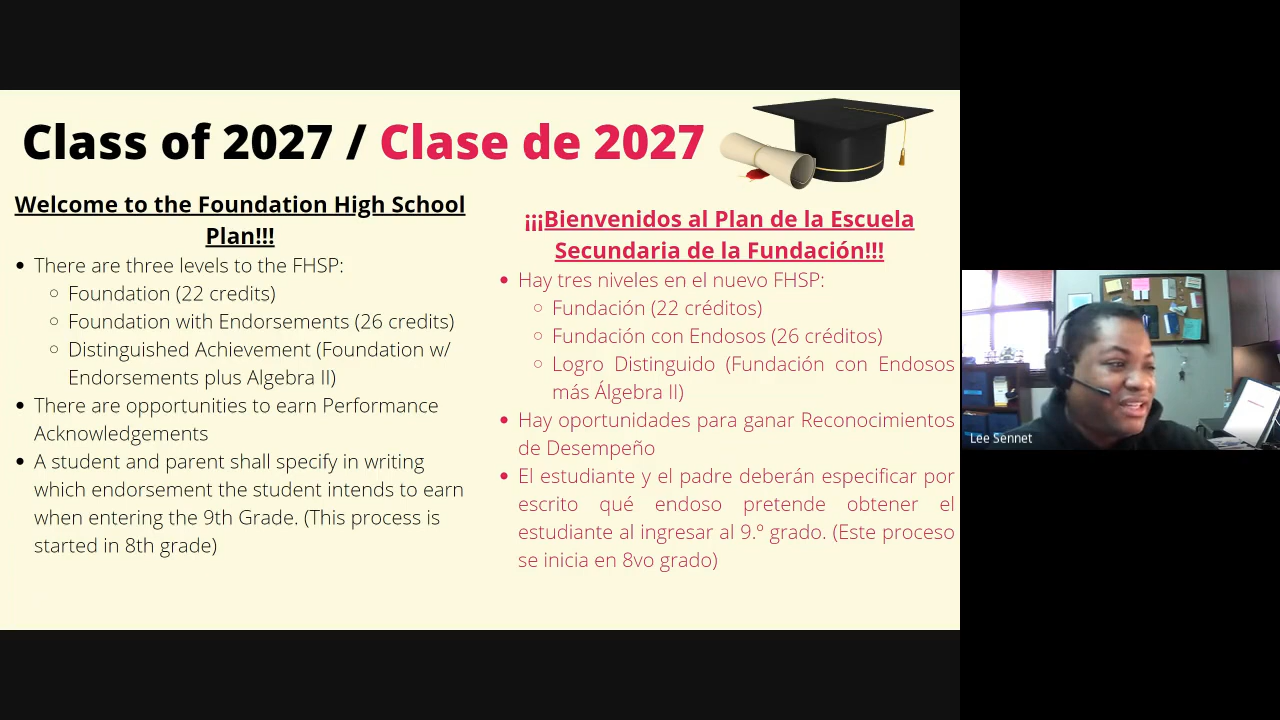 Class of 2027 / Clase de 2027
Welcome to the Foundation High School
Plan!!!
There are three levels to the FHSP:
Foundation (22 credits)
Foundation with Endorsements (26 credits)
Distinguished Achievement (Foundation w/
Endorsements plus Algebra II)
There are opportunities to earn Performance
Acknowledgements
A student and parent shall specify in writing
which endorsement the student intends to earn
when entering the 9th Grade. (This process is
started in 8th grade)
¡¡¡Bienvenidos al Plan de la Escuela
Secundaria de la Fundación!!!
Hay tres niveles en el nuevo FHSP:
Fundación (22 créditos)
Fundación con Endosos (26 créditos)
Logro Distinguido (Fundación con Endosos
más Álgebra II)
Hay oportunidades para ganar Reconocimientos
de Desempeño
El estudiante y el padre deberán especificar por
escrito qué endoso pretende obtener el
estudiante al ingresar al 9.º grado. (Este proceso
se inicia en 8vo grado)
Lee Sennet